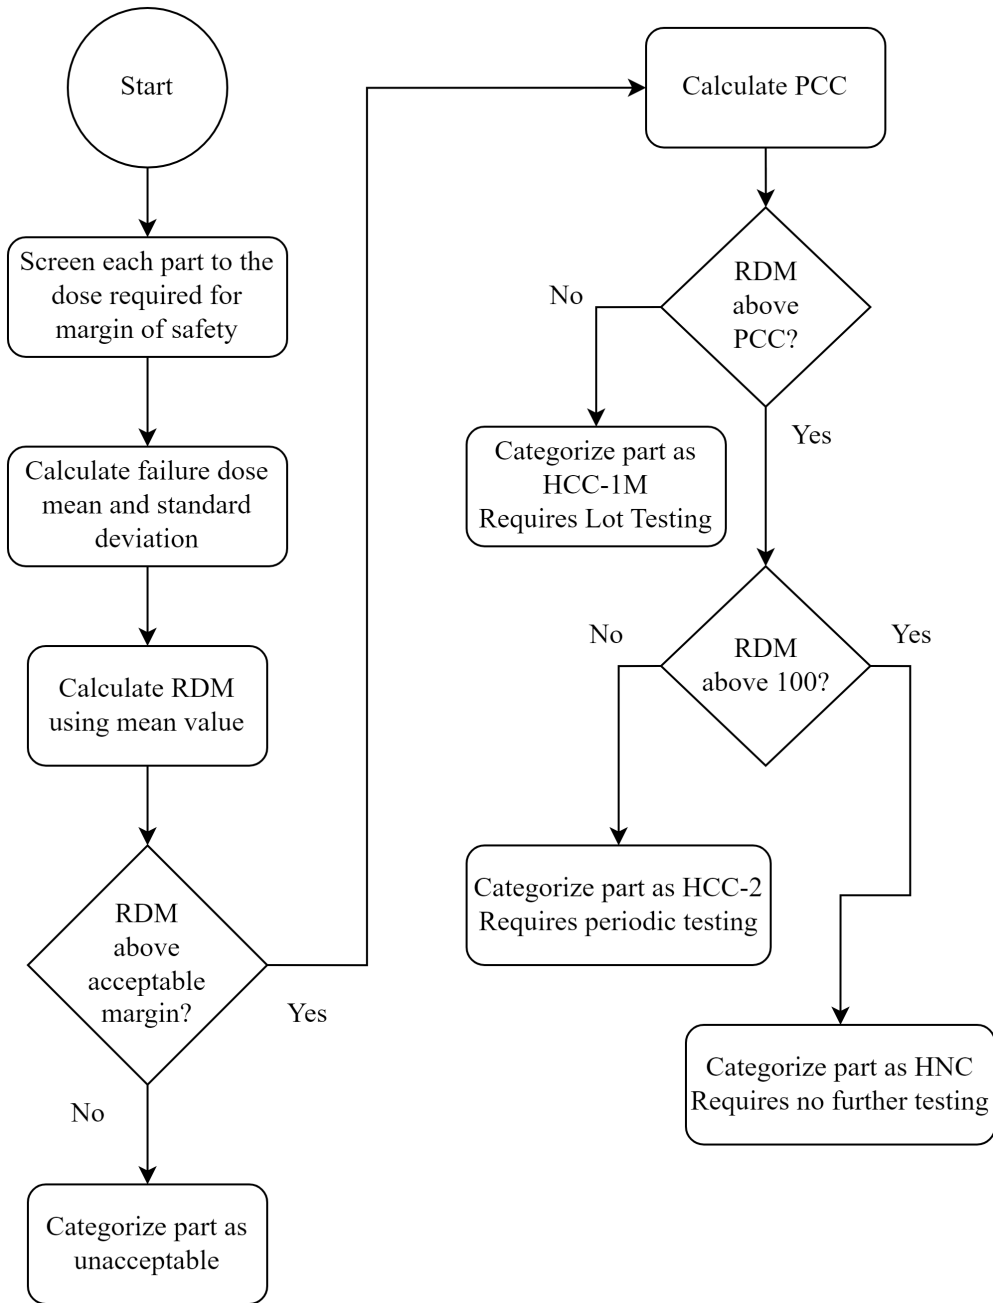 Start
Screen each part to the
dose required for
margin of safety
Calculate failure dose
mean and standard
deviation
Calculate RDM
using mean value
RDM
above
acceptable
margin?
Yes
No
Categorize part as
unacceptable
Calculate PCC
RDM
above
PCC?
No
Yes
Categorize part as
HCC-1M
Requires Lot Testing
RDM
above 100?
No
Yes
Categorize part as HCC-2
Requires periodic testing
Categorize part as HNC
Requires no further testing